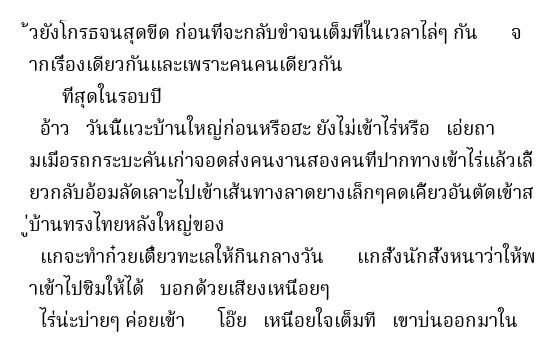 ้วยังโกรธจนสุดขีด ก่อนที่จะกลับขำจนเต็มที่ในเวลาไล่ๆ กัน จ
ากเรื่องเดียวกันและเพราะคนคนเดียวกัน
ที่สุดในรอบปี
อ้าว วันนี้แวะบ้านใหญ่ก่อนหรือฮะ ยังไม่เข้าไร่หรือ เอ่ยถา
มเมื่อรถกระบะคันเก่าจอดส่งคนงานสองคนที่ปากทางเข้าไร่แล้วเลี้
ยวกลับอ้อมลัดเลาะไปเข้าเส้นทางลาดยางเล็กๆคดเคี้ยวอันตัดเข้าส
ู่บ้านทรงไทยหลังใหญ่ของ
แกจะทำก๋วยเตี๋ยวทะเลให้กินกลางวัน แกสั่งนักสั่งหนาว่าให้พ
าเข้าไปชิมให้ได้ บอกด้วยเสียงเหนื่อยๆ
ไร่น่ะบ่ายๆ ค่อยเข้า โอ๊ย เหนื่อยใจเต็มที เขาบ่นออกมาใน